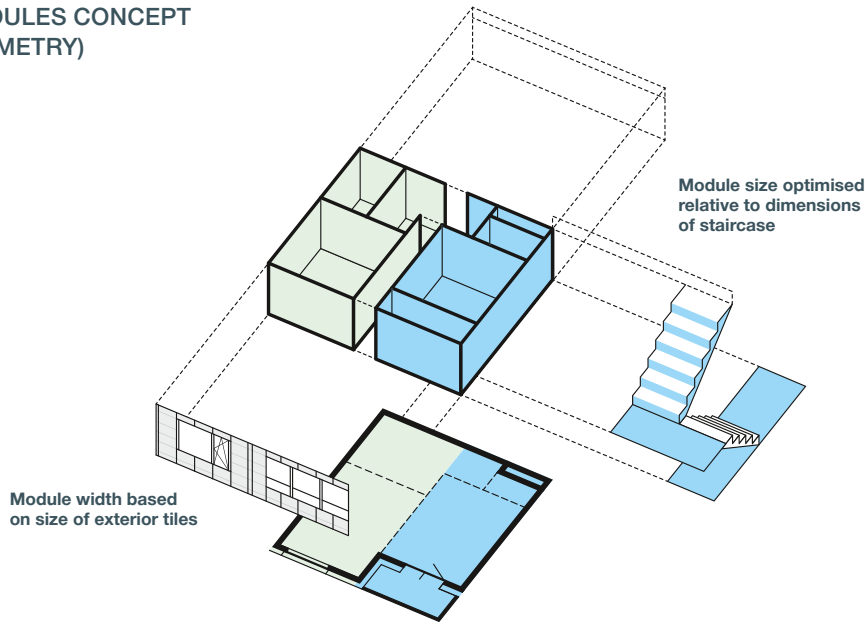 DULES CONCEPT
METRY)
Module size optimised
relative to dimensions
of staircase
Module width based
on size of exterior tiles